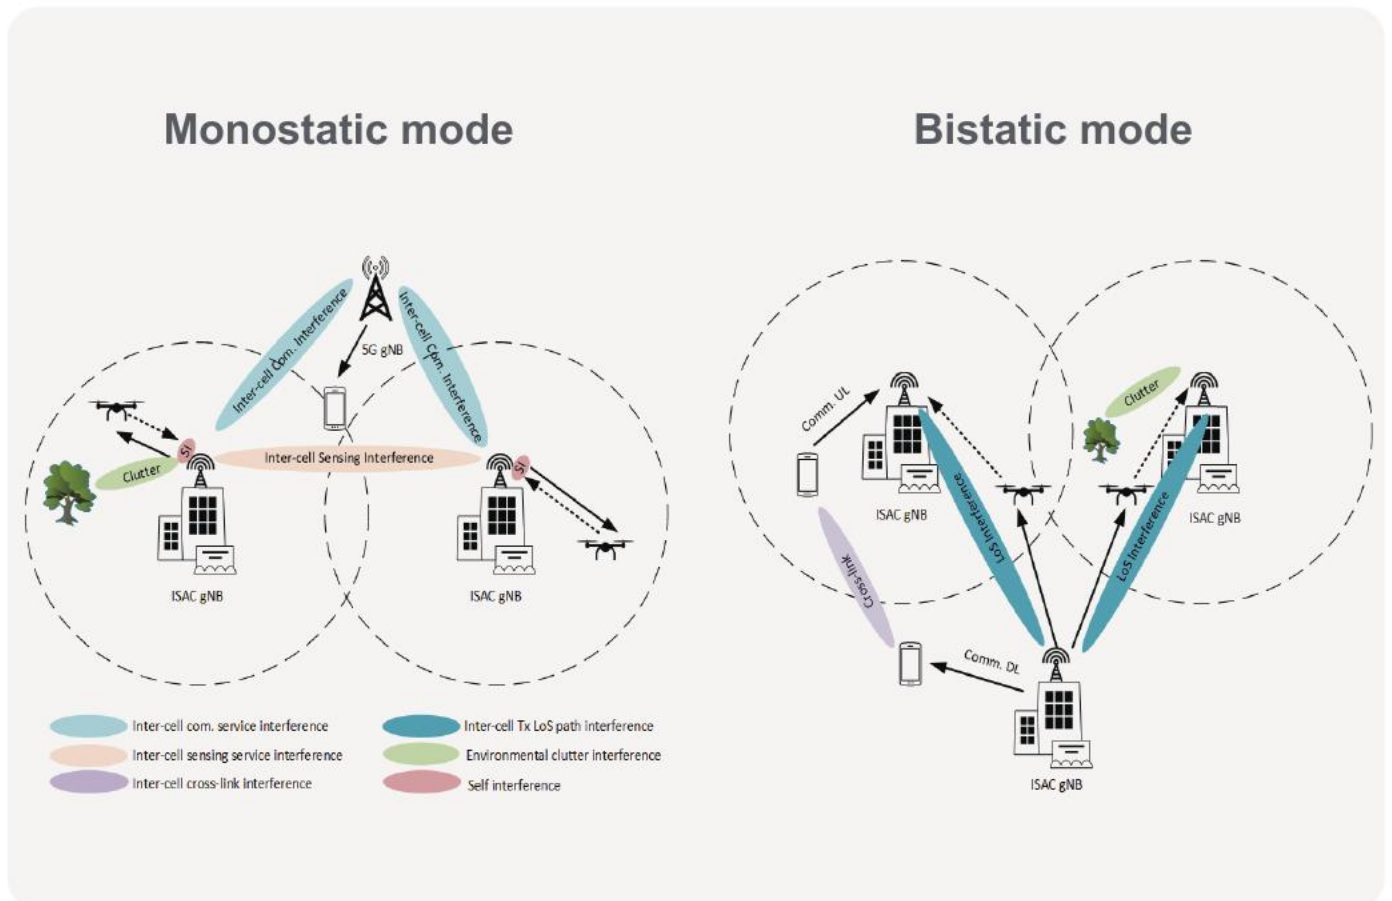 Monostatic mode
Bistatic mode
Inter-cell Com. Interference
Inter-cell Com. Interference
5G gNB
SI
Clutter
Inter-cell Sensing Interference
SI
ISAC gNB
ISAC gNB
Inter-cell com. service interference
Inter-cell sensing service interference
Inter-cell cross-link interference
Inter-cell Tx LoS path interference
Environmental clutter interference
Self interference
Comm. UL
Clutter
ISAC gNB
ISAC gNB
LoS Interference
LoS Interference
Cross-link
Comm. DL
ISAC gNB